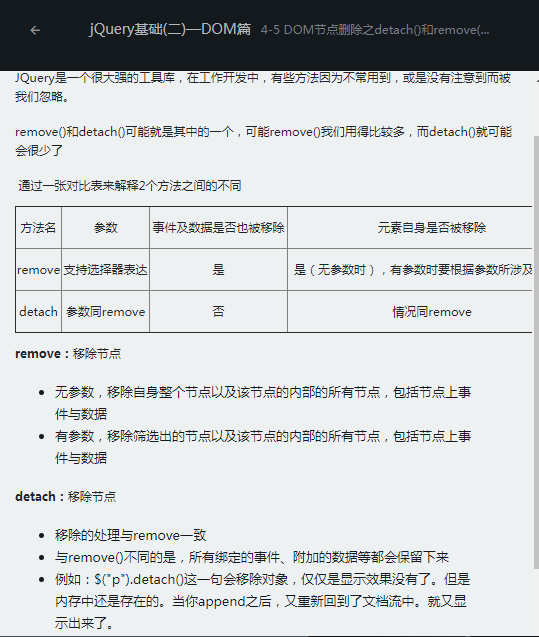 jQuery基础(二)—DOM篇 4-5 DOM节点删除之detach()和remove(...
JQuery是一个很大强的工具库，在工作开发中，有些方法因为不常用到，或是没有注意到而被
我们忽略。
remove()和detach()可能就是其中的一个，可能remove()我们用得比较多，而detach()就可能
会很少了
通过一张对比表来解释2个方法之间的不同
方法名 参数 事件及数据是否也被移除 元素自身是否被移除
remove 支持选择器表达 是 是（无参数时），有参数时要根据参数所涉及
detach 参数同remove 否 情况同remove
remove：移除节点
• 无参数，移除自身整个节点以及该节点的内部的所有节点，包括节点上事
件与数据
• 有参数，移除筛选出的节点以及该节点的内部的所有节点，包括节点上事
件与数据
detach：移除节点
• 移除的处理与remove一致
• 与remove()不同的是，所有绑定的事件、附加的数据等都会保留下来
• 例如：$("p").detach()这一句会移除对象，仅仅是显示效果没有了。但是
内存中还是存在的。当你append之后，又重新回到了文档流中。就又显
示出来了。